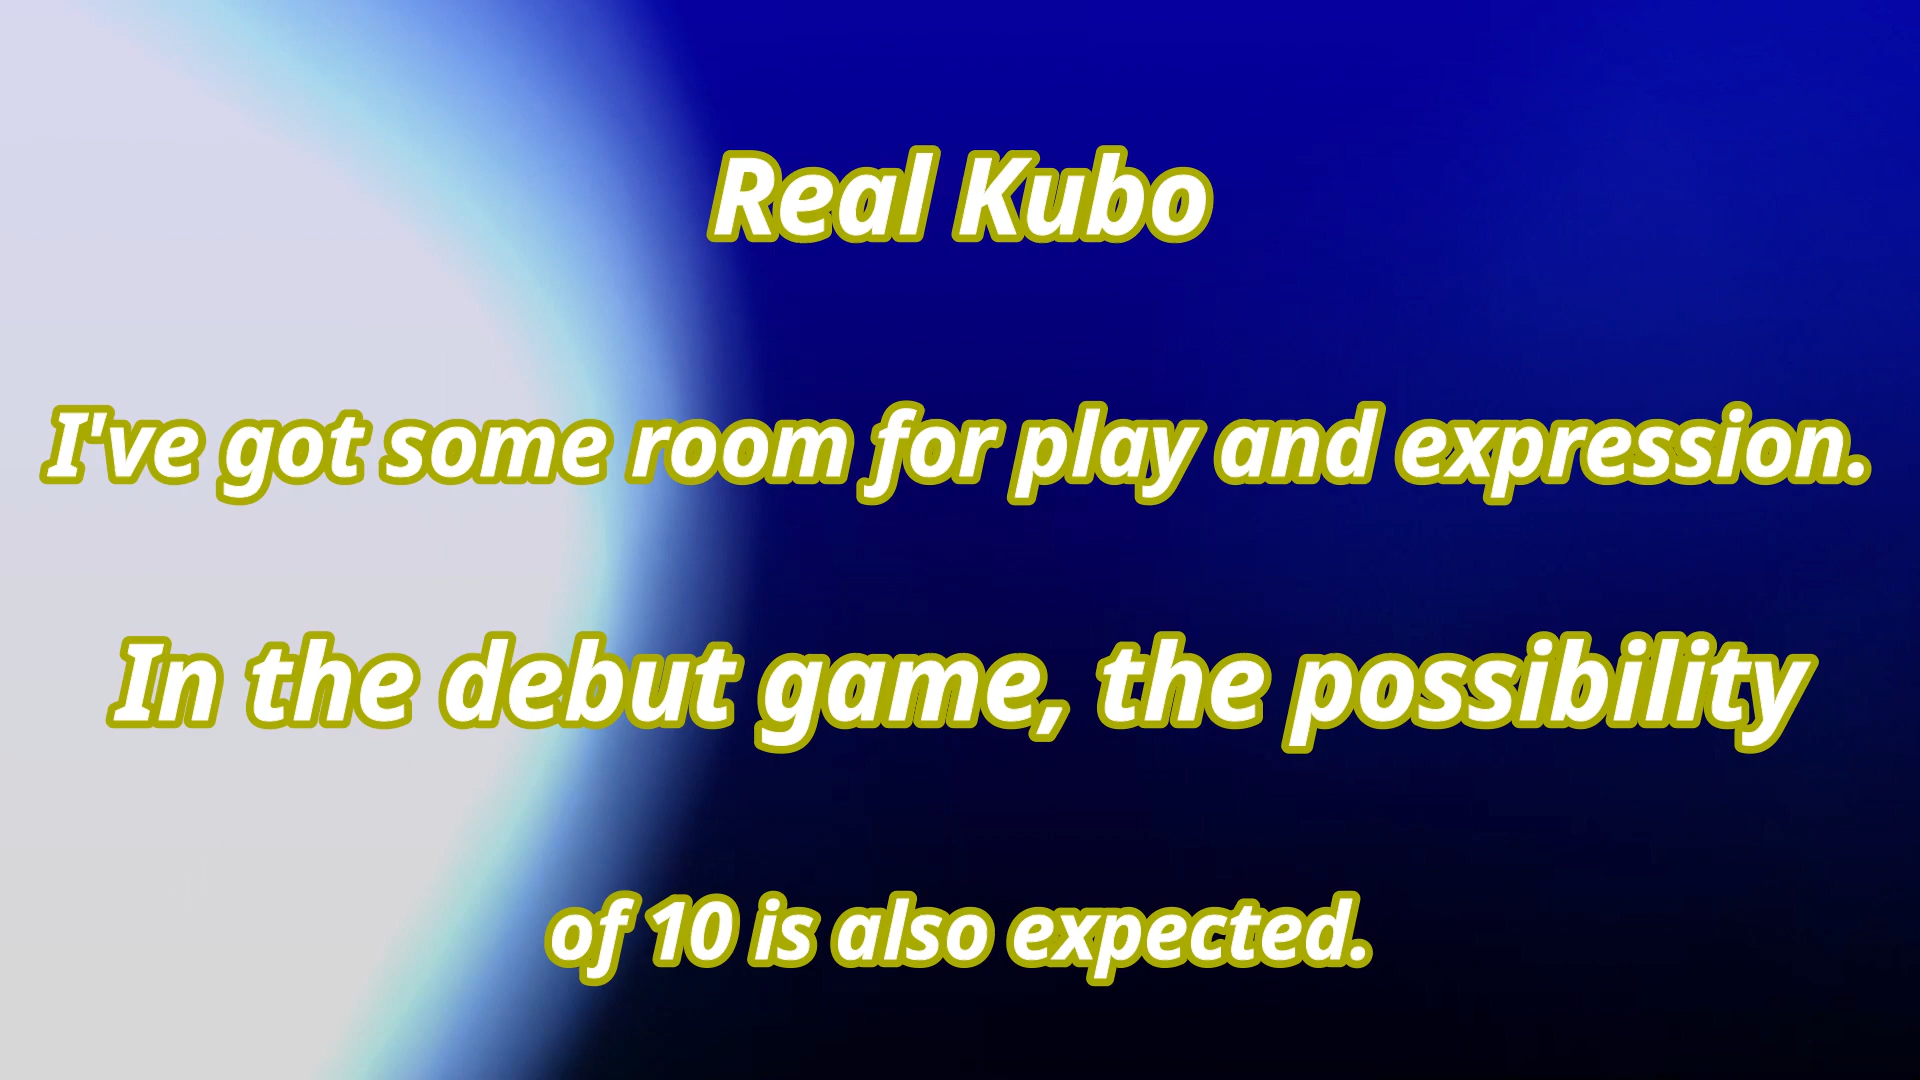 Real Kubo
I've got some room for play and expression.
In the debut game, the possibility
of 10 is also expected.